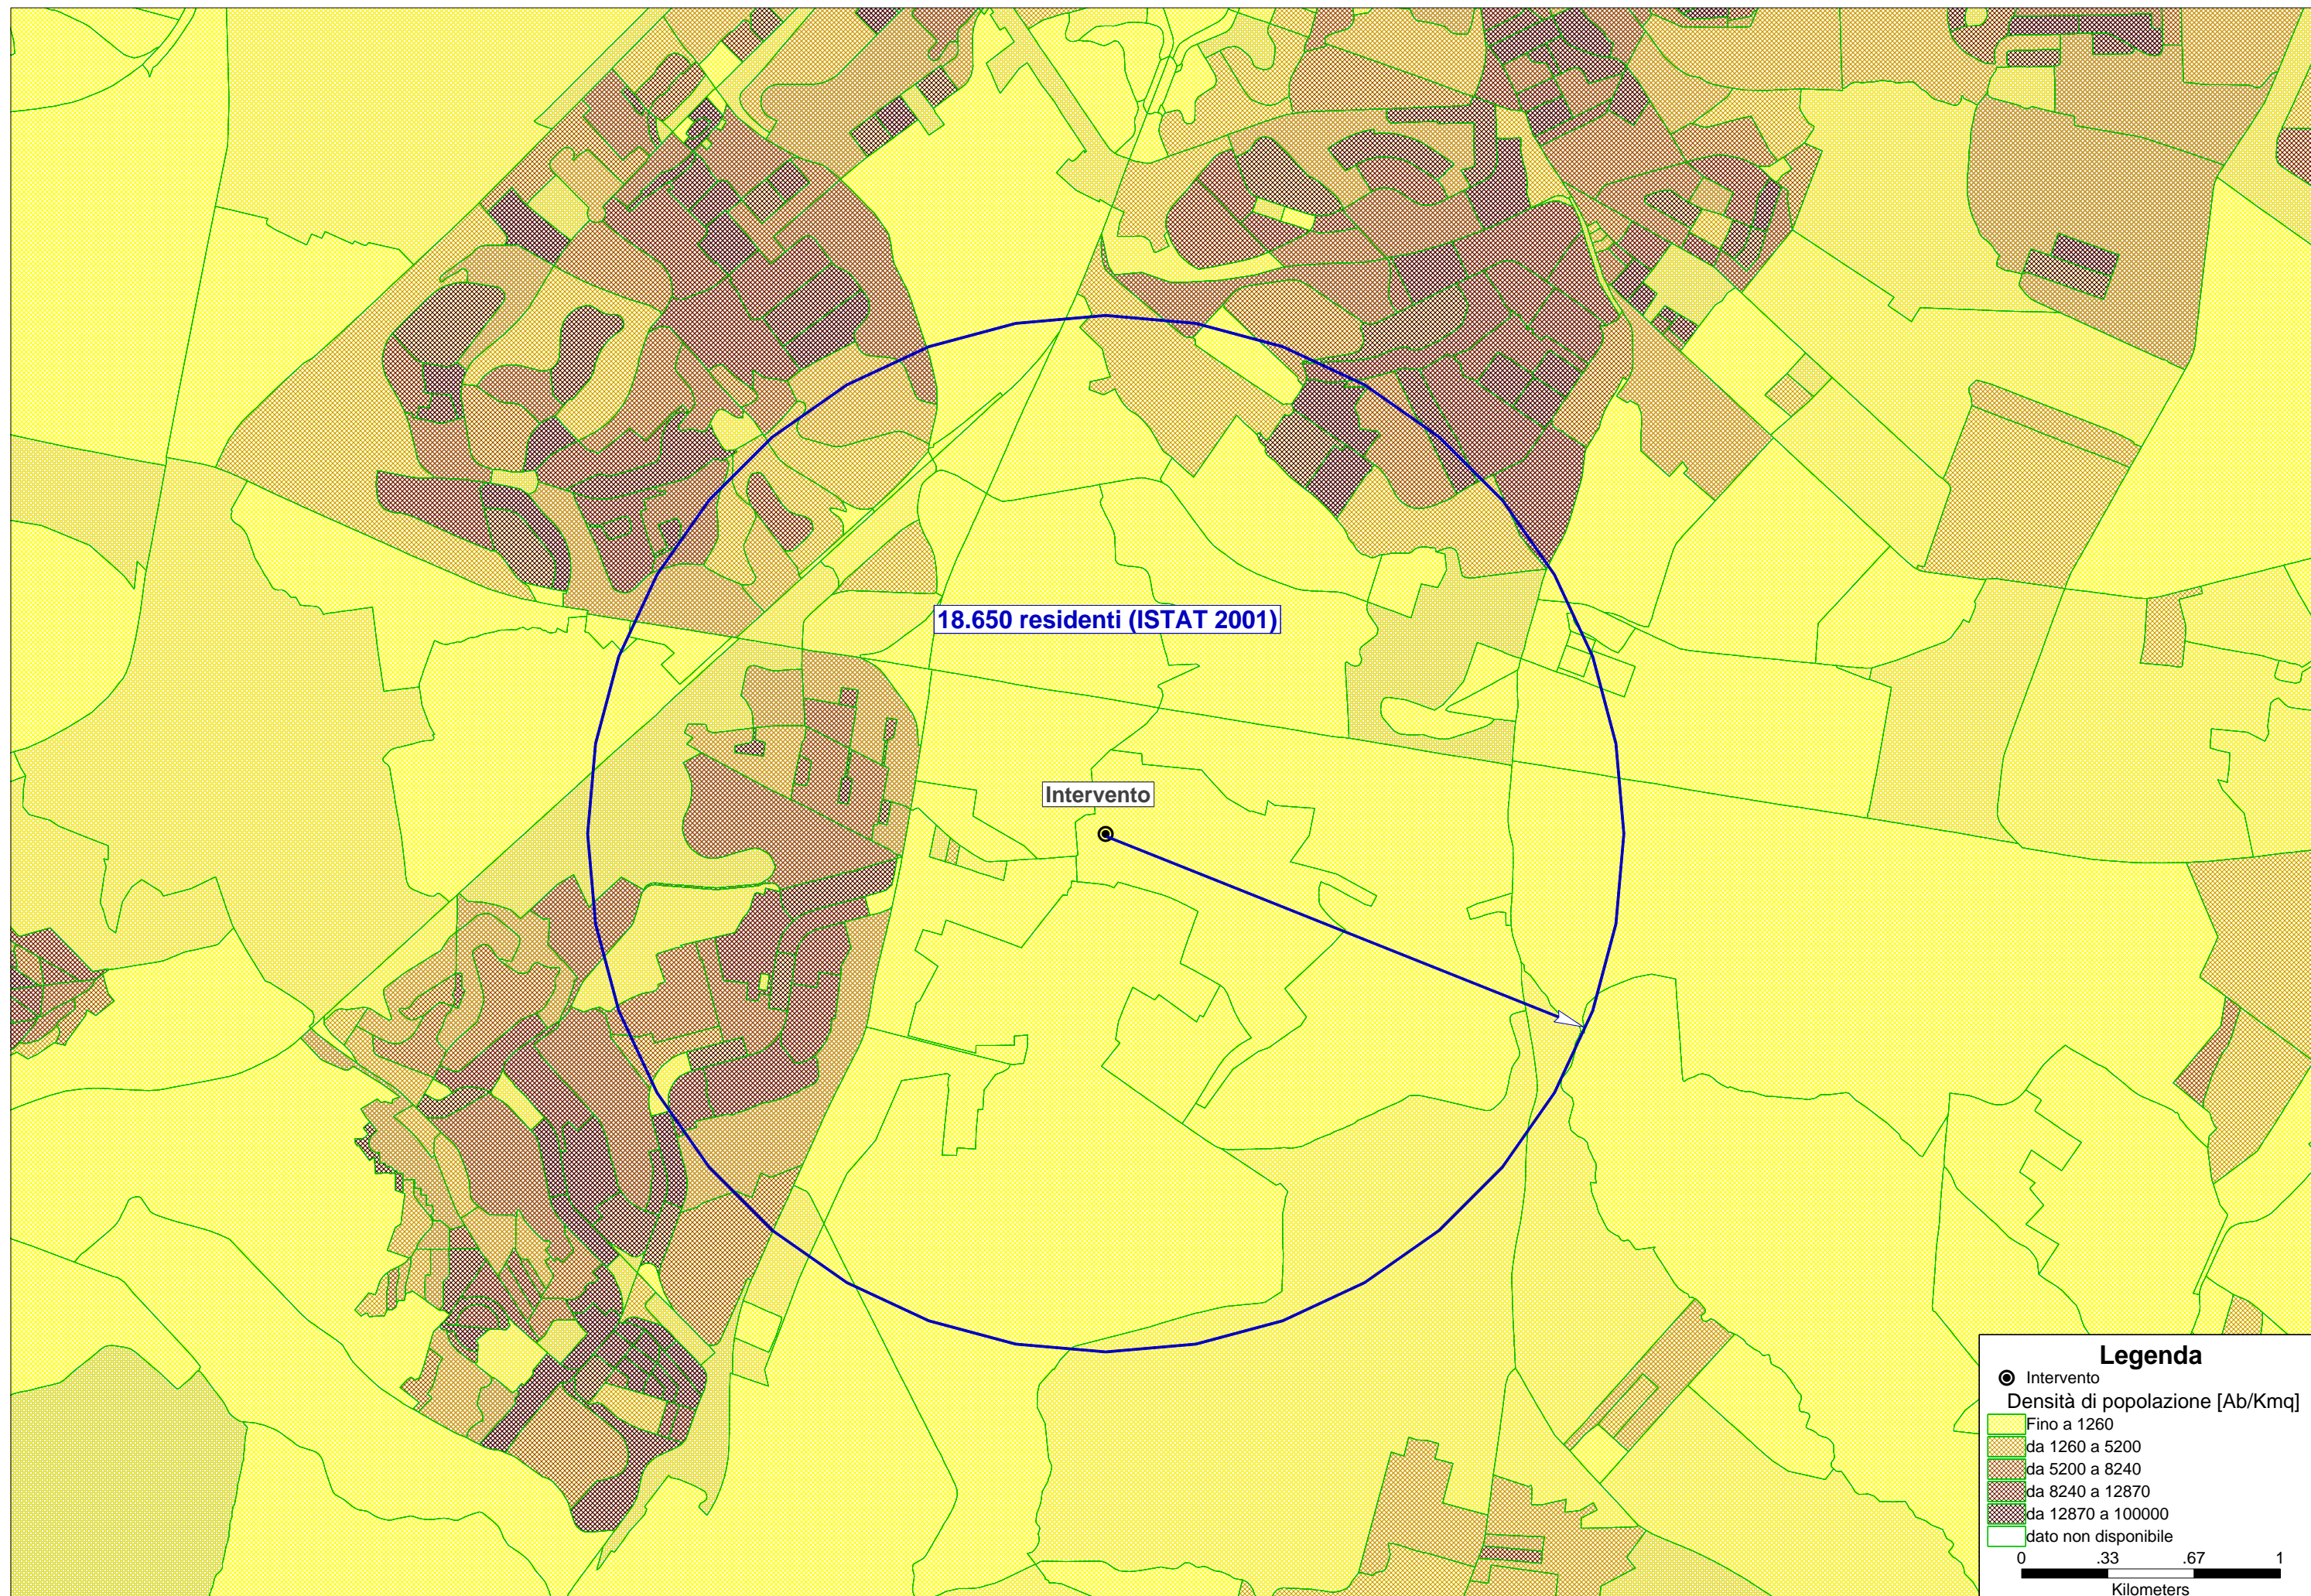 18.650 residenti (ISTAT 2001)
Intervento
Legenda
Intervento
Densità di popolazione [Ab/Kmq]
Fino a 1260
da 1260 a 5200
da 5200 a 8240
da 8240 a 12870
da 12870 a 100000
dato non disponibile
0 .33 .67 1
Kilometers